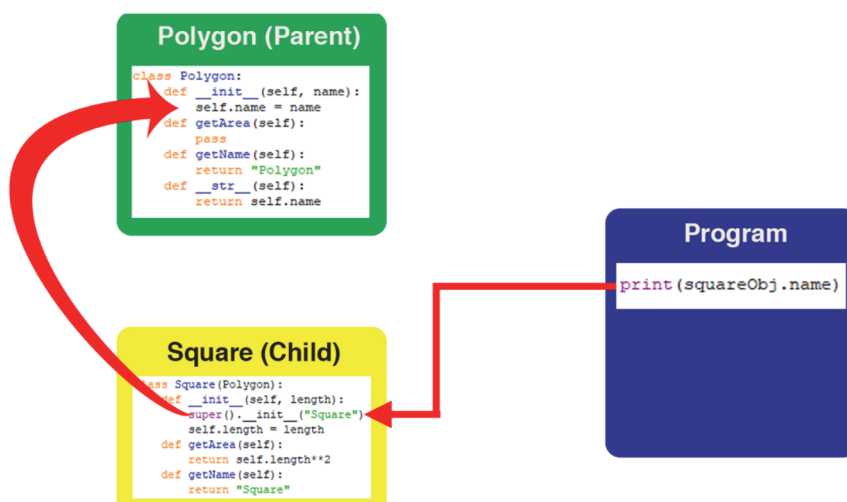 Polygon (Parent)
class Polygon:
    def __init__(self, name):
        self.name = name
    def getArea(self):
        pass
    def getName(self):
        return "Polygon"
    def __str__(self):
        return self.name
Program
print(squareObj.name)
Square (Child)
class Square(Polygon):
    def __init__(self, length):
        super().__init__("Square")
        self.length = length
    def getArea(self):
        return self.length**2
    def getName(self):
        return "Square"